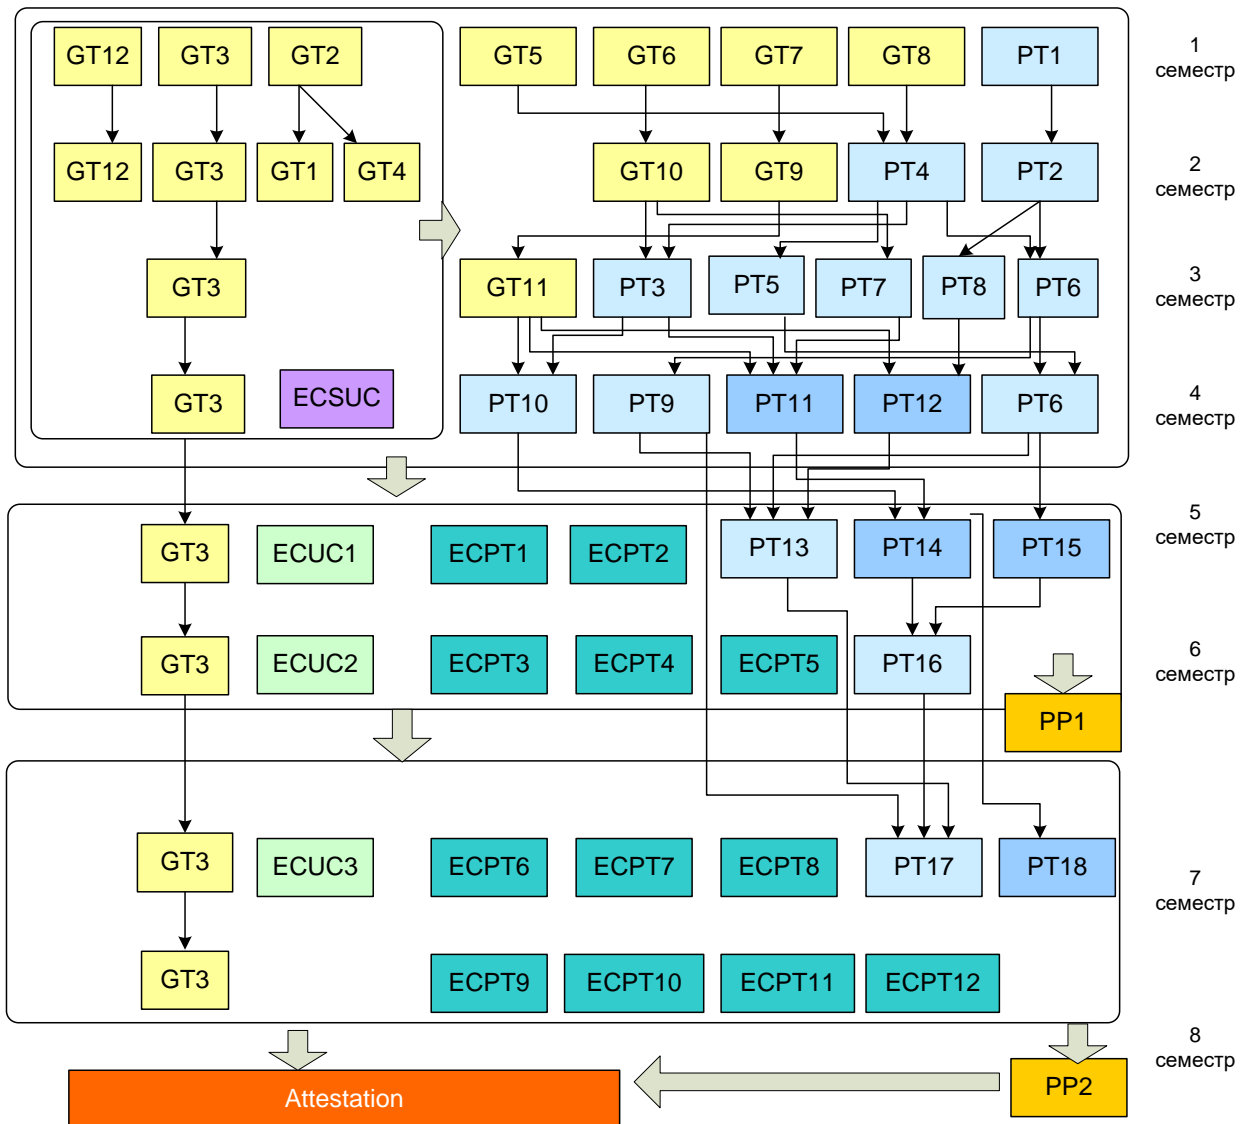 GT12 GT3 GT2 GT5 GT6 GT7 GT8 PT1
1
семестр
GT12 GT3 GT1 GT4 GT10 GT9 PT4 PT2
2
семестр
GT3 GT11 PT3 PT5 PT7 PT8 PT6
3
семестр
GT3 ECSUC PT10 PT9 PT11 PT12 PT6
4
семестр
GT3 ECUC1 ECPT1 ECPT2 PT13 PT14 PT15
5
семестр
GT3 ECUC2 ECPT3 ECPT4 ECPT5 PT16
6
семестр
PP1
GT3 ECUC3 ECPT6 ECPT7 ECPT8 PT17 PT18
7
семестр
GT3 ECPT9 ECPT10 ECPT11 ECPT12
8
семестр
Attestation PP2